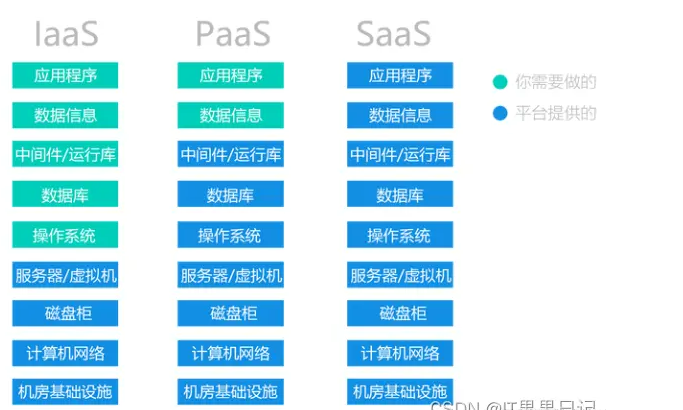 IaaS PaaS SaaS
应用程序 应用程序 应用程序 你需要做的
数据信息 数据信息 数据信息 平台提供的
中间件/运行库 中间件/运行库 中间件/运行库
数据库 数据库 数据库
操作系统 操作系统 操作系统
服务器/虚拟机 服务器/虚拟机 服务器/虚拟机
磁盘柜 磁盘柜 磁盘柜
计算机网络 计算机网络 计算机网络
机房基础设施 机房基础设施 机房基础设施
CSDN @IT果果日记